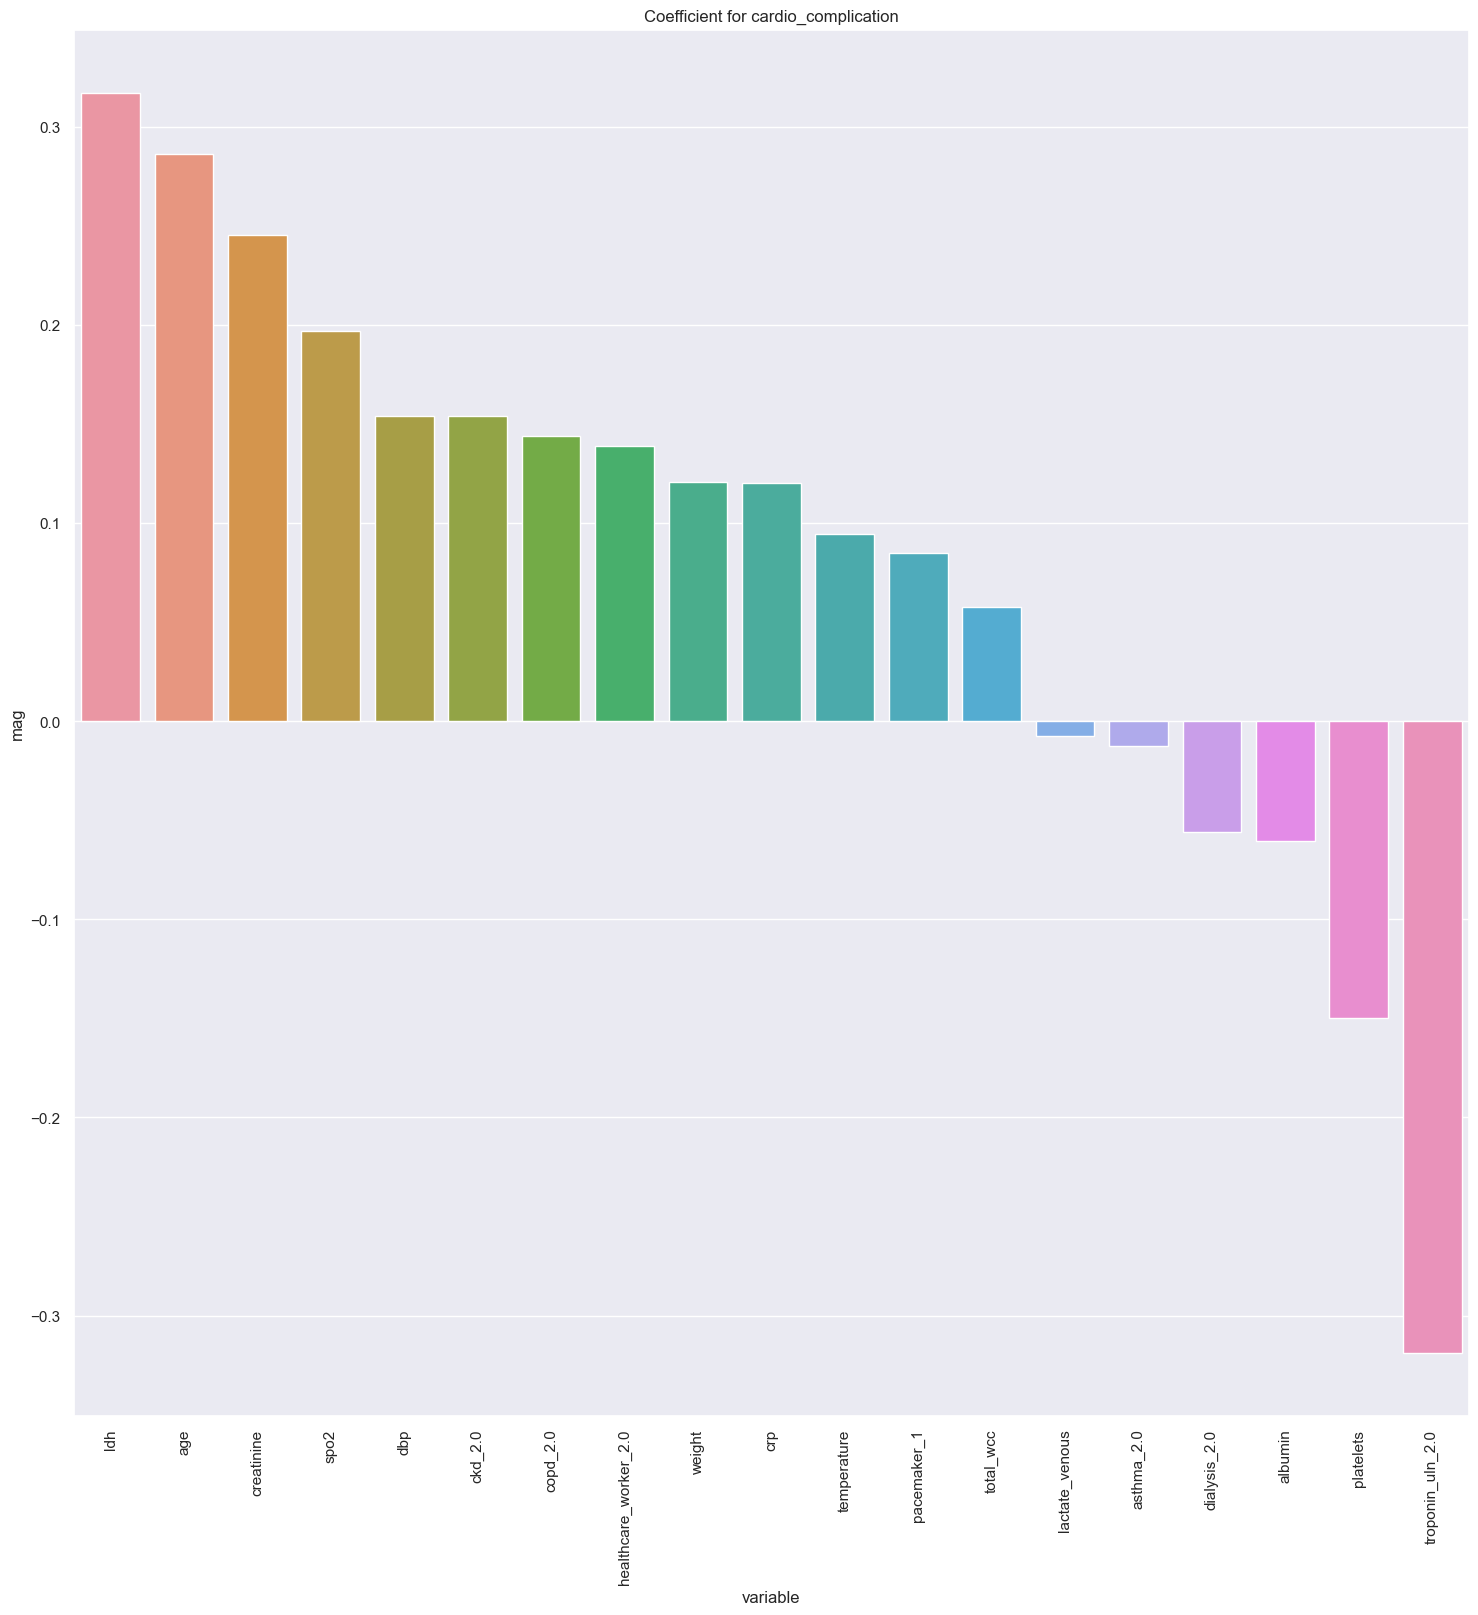 Coefficient for cardio_complication
0.3
0.2
0.1
0.0
−0.1
−0.2
−0.3
mag
ldh
age
creatinine
spo2
dbp
ckd_2.0
copd_2.0
healthcare_worker_2.0
weight
crp
temperature
pacemaker_1
total_wcc
lactate_venous
asthma_2.0
dialysis_2.0
albumin
platelets
troponin_uln_2.0
variable